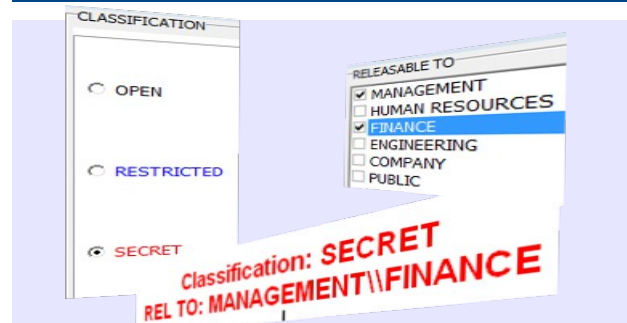 CLASSIFICATION
OPEN
RESTRICTED
SECRET
RELEASABLE TO
MANAGEMENT
HUMAN RESOURCES
FINANCE
ENGINEERING
COMPANY
PUBLIC
Classification: SECRET
REL TO: MANAGEMENT\\FINANCE